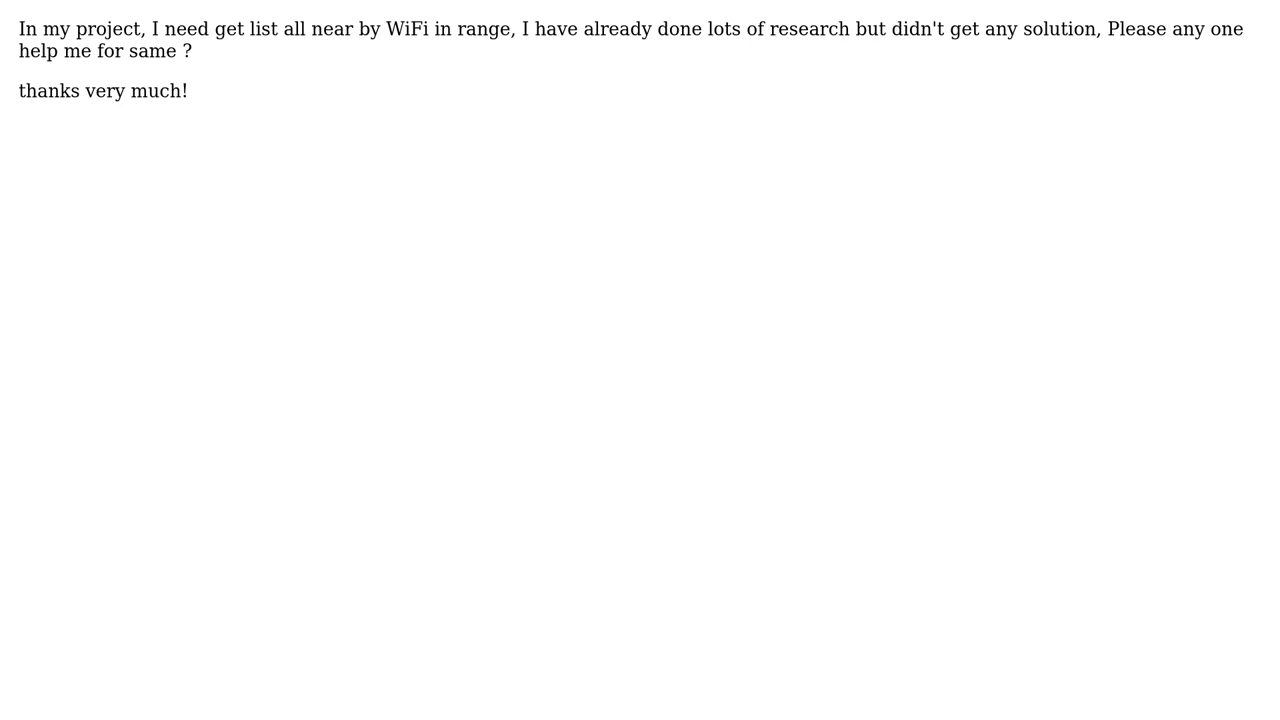 In my project, I need get list all near by WiFi in range, I have already done lots of research but didn't get any solution, Please any one
help me for same ?
thanks very much!